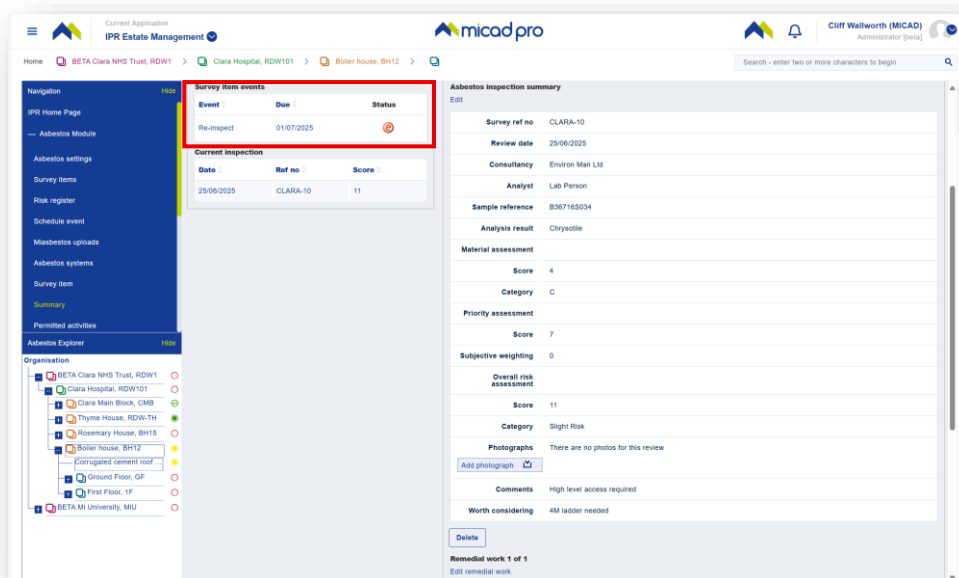 Current Application
IPR Estate Management
micad pro
Cliff Wallworth (MICAD)
Administrator [beta]
Home BETA Clara NHS Trust, RDW1 > Clara Hospital, RDW101 > Boiler house, BH12 >
Search - enter two or more characters to begin
Navigation Hide
IPR Home Page
— Asbestos Module
Asbestos settings
Survey items
Risk register
Schedule event
Miasbestos uploads
Asbestos systems
Survey item
Summary
Permitted activities
Asbestos Explorer Hide
Organisation
BETA Clara NHS Trust, RDW1
Clara Hospital, RDW101
Clara Main Block, CMB
Thyme House, RDW-TH
Rosemary House, BH15
Boiler house, BH12
Corrugated cement roof ...
Ground Floor, GF
First Floor, 1F
BETA Mi University, MiU
Survey item events
Event Due Status
Re-inspect 01/07/2025 e
Current inspection
Date Ref no Score
25/06/2025 CLARA-10 11
Asbestos inspection summary
Edit
Survey ref no CLARA-10
Review date 25/06/2025
Consultancy Environ Man Ltd
Analyst Lab Person
Sample reference B36716S034
Analysis result Chrysotile
Material assessment
Score 4
Category C
Priority assessment
Score 7
Subjective weighting 0
Overall risk
assessment
Score 11
Category Slight Risk
Photographs There are no photos for this review
Add photograph
Comments High level access required
Worth considering 4M ladder needed
Delete
Remedial work 1 of 1
Edit remedial work